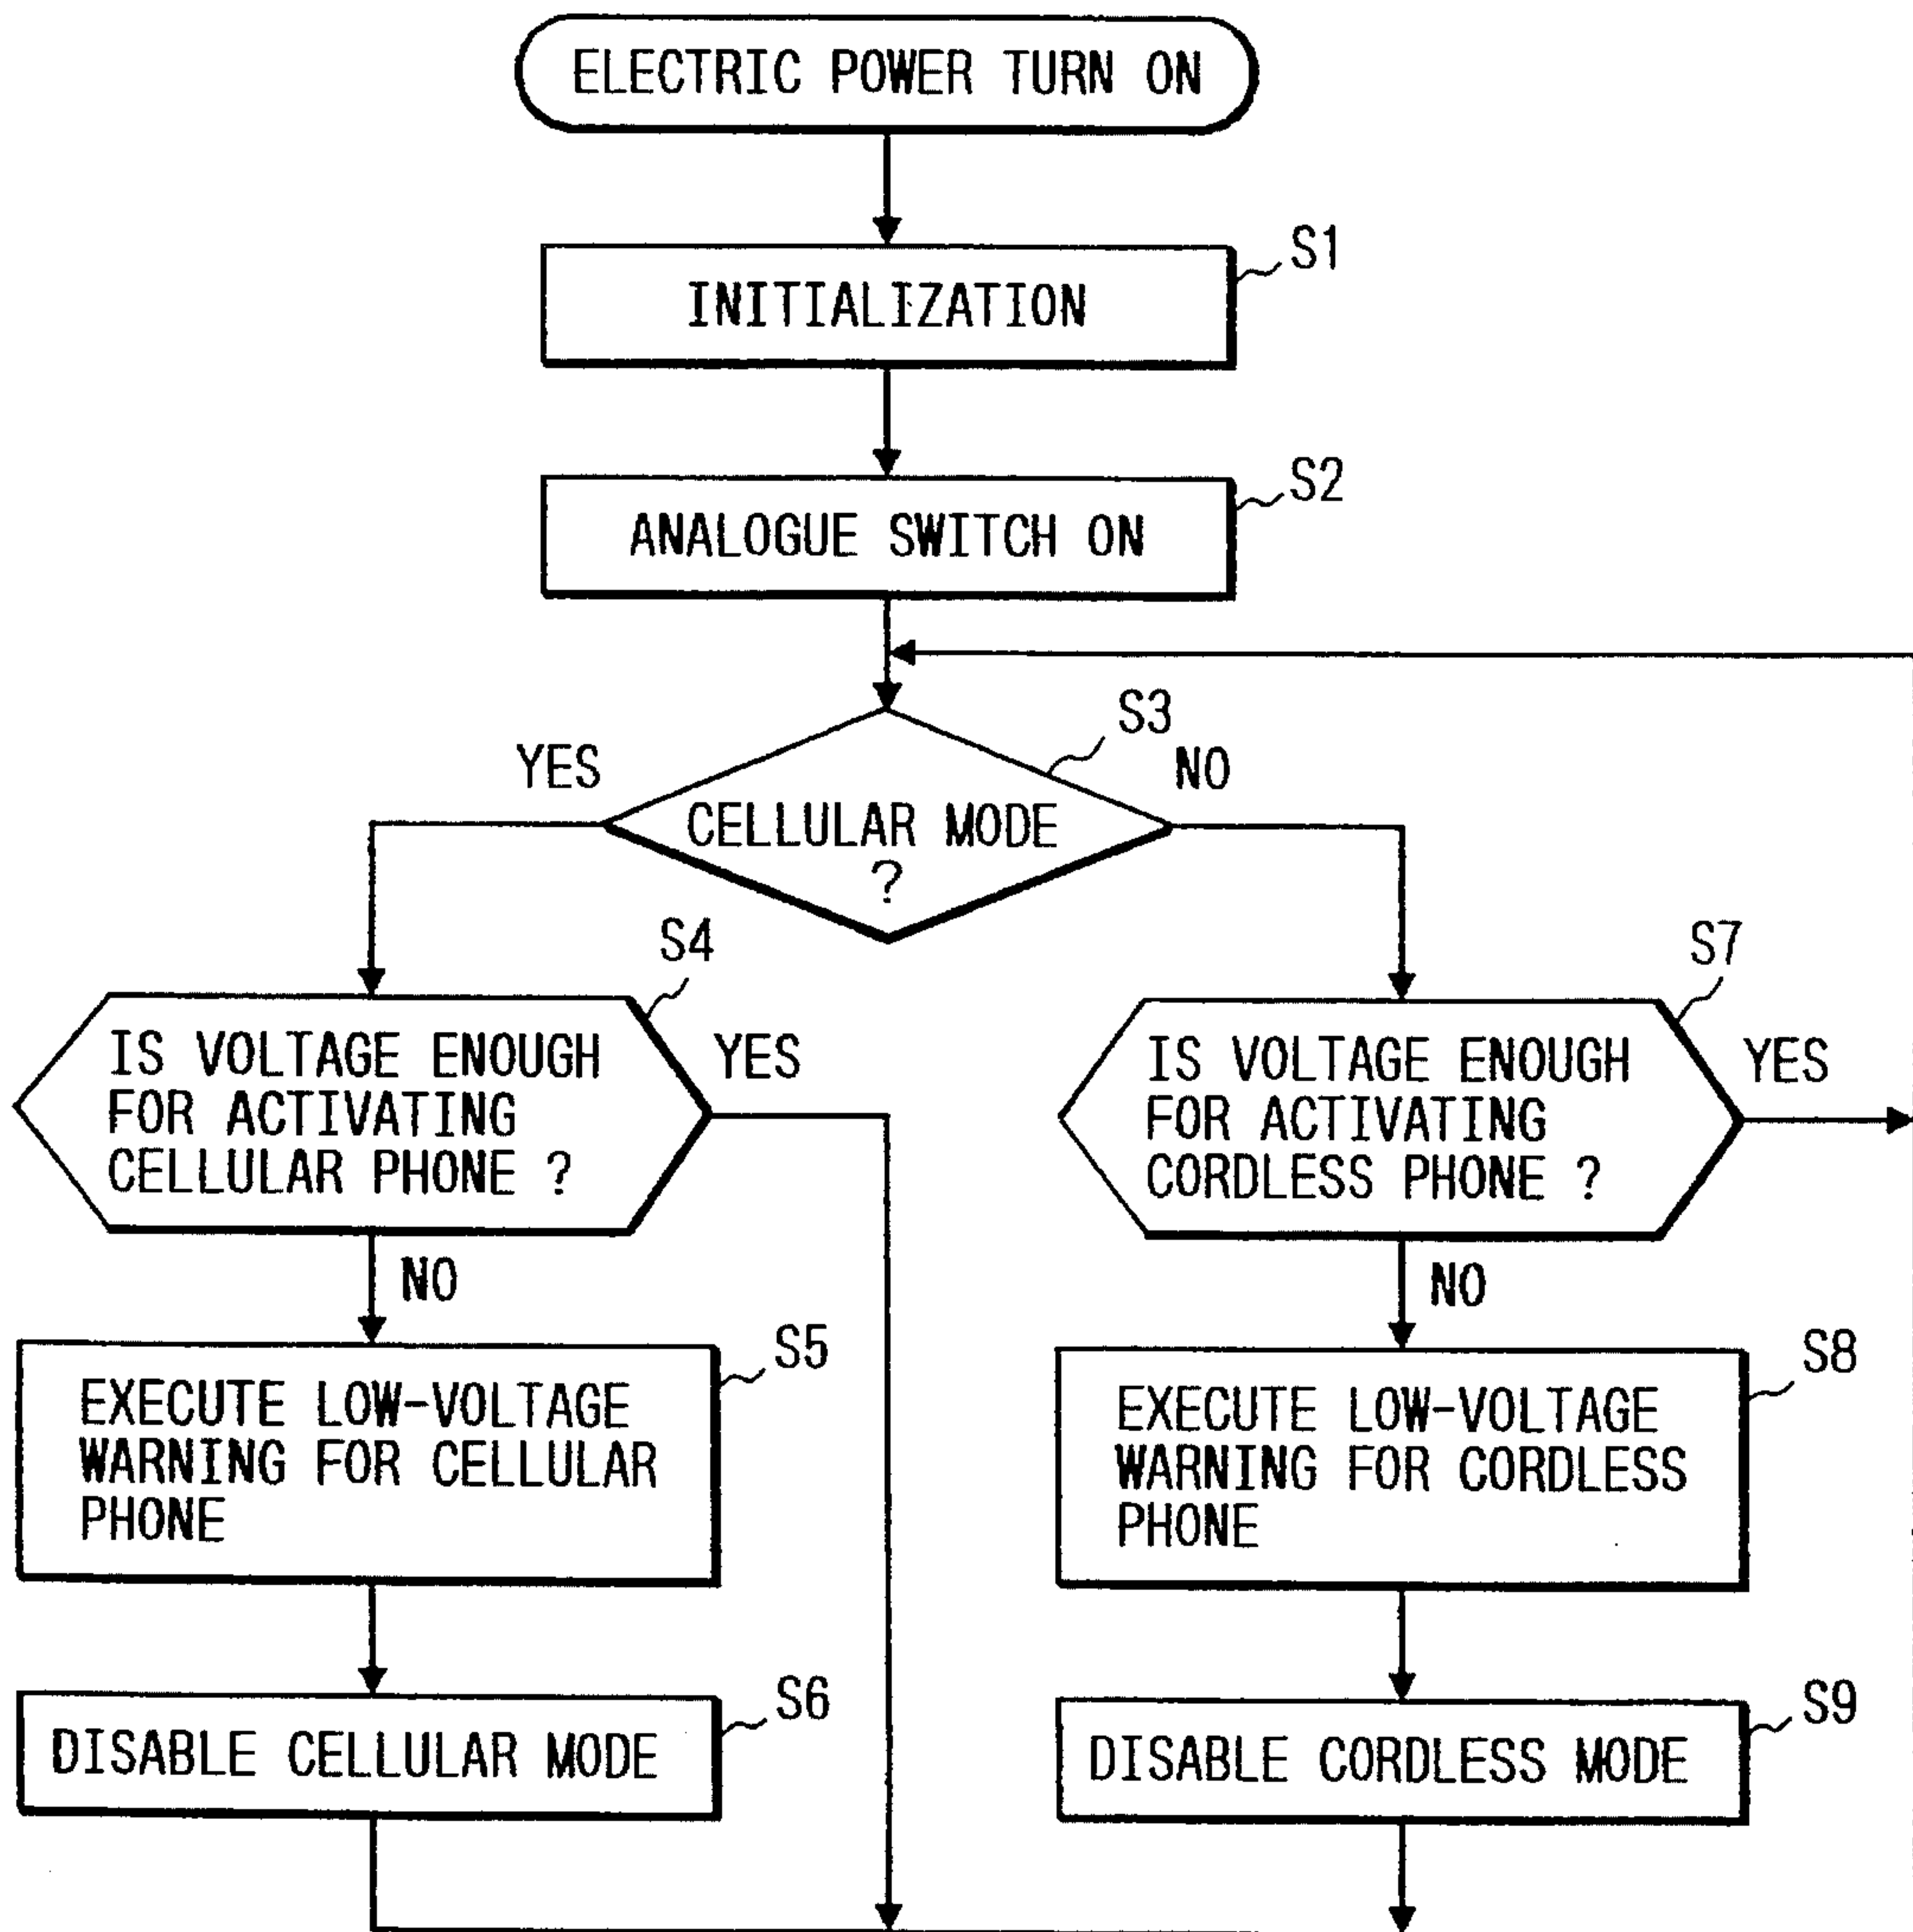 ELECTRIC POWER TURN ON
S1
INITIALIZATION
S2
ANALOGUE SWITCH ON
S3
YES
NO
CELLULAR MODE
?
S4
IS VOLTAGE ENOUGH
FOR ACTIVATING
CELLULAR PHONE ?
YES
NO
S5
EXECUTE LOW-VOLTAGE
WARNING FOR CELLULAR
PHONE
S6
DISABLE CELLULAR MODE
S7
IS VOLTAGE ENOUGH
FOR ACTIVATING
CORDLESS PHONE ?
YES
NO
S8
EXECUTE LOW-VOLTAGE
WARNING FOR CORDLESS
PHONE
S9
DISABLE CORDLESS MODE